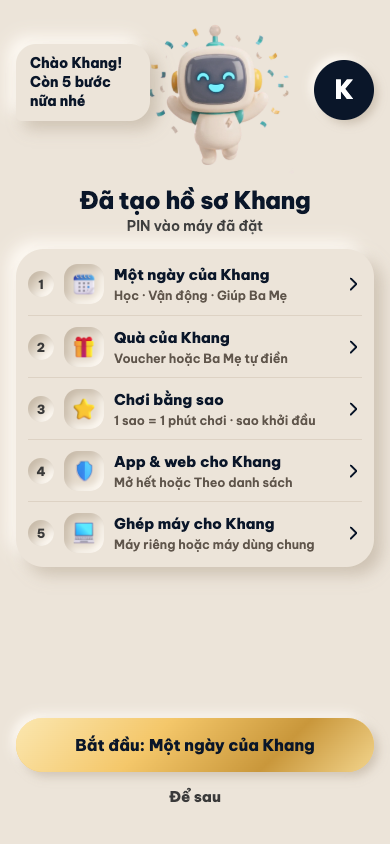 Chào Khang!
Còn 5 bước
nữa nhé
K
Đã tạo hồ sơ Khang
PIN vào máy đã đặt
1
Một ngày của Khang
Học · Vận động · Giúp Ba Mẹ
2
Quà của Khang
Voucher hoặc Ba Mẹ tự điền
3
Chơi bằng sao
1 sao = 1 phút chơi · sao khởi đầu
4
App & web cho Khang
Mở hết hoặc Theo danh sách
5
Ghép máy cho Khang
Máy riêng hoặc máy dùng chung
Bắt đầu: Một ngày của Khang
Để sau